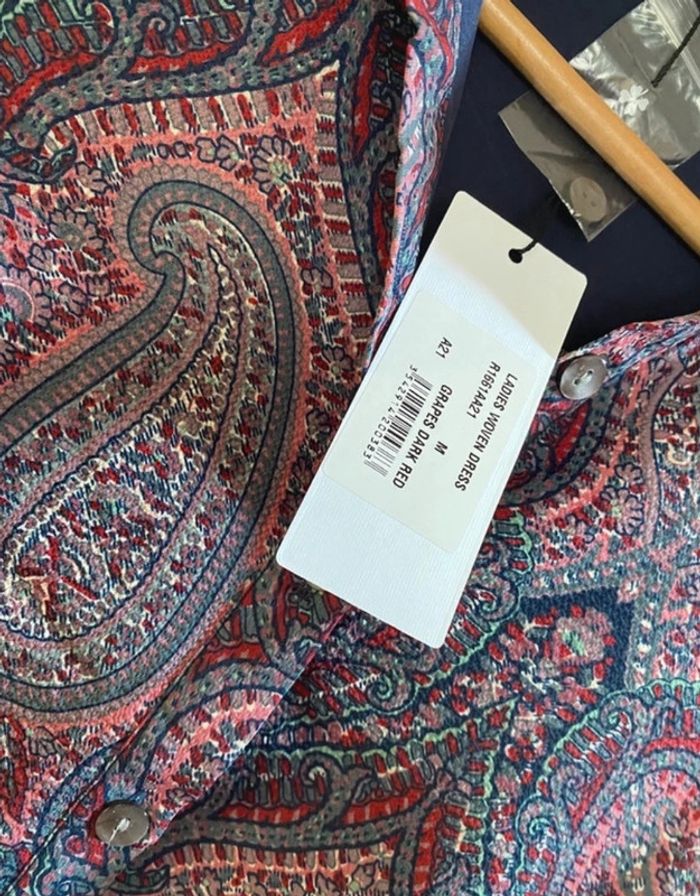 LADIES WOVEN DRESS
R1661AA21
M
GRAPES DARK RED
A21